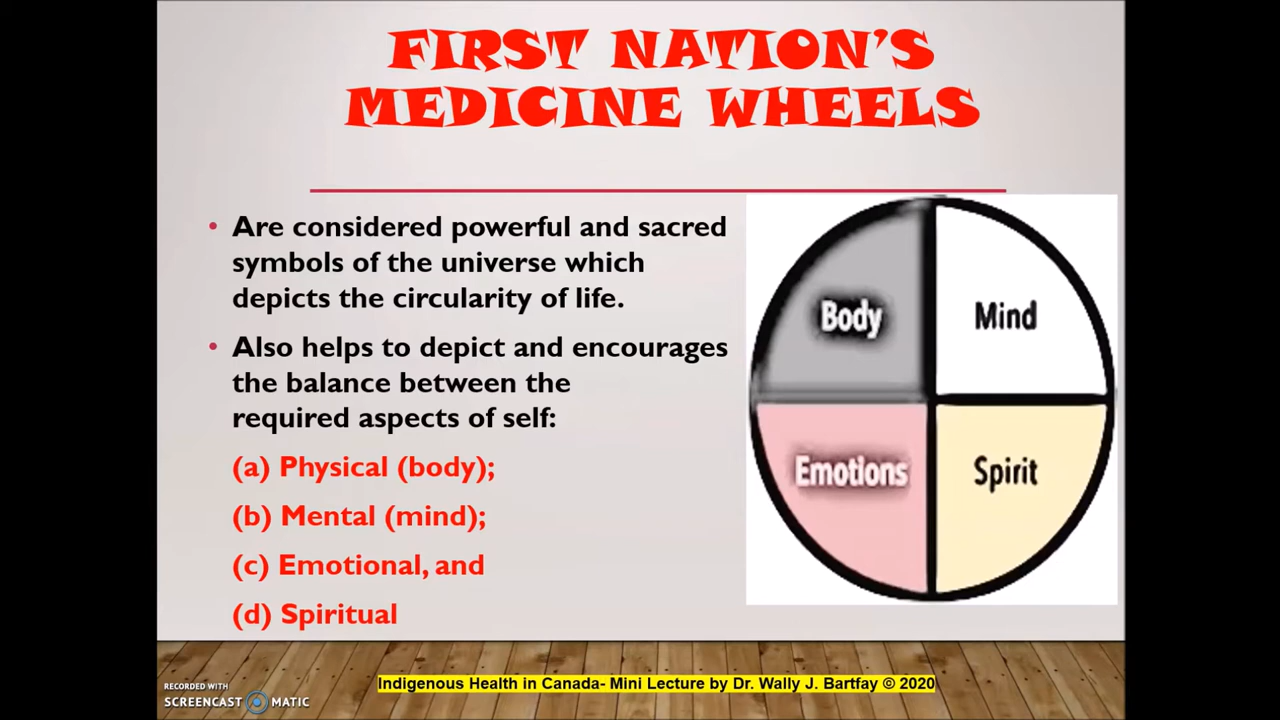 FIRST NATION'S
MEDICINE WHEELS
• Are considered powerful and sacred
symbols of the universe which
depicts the circularity of life.
• Also helps to depict and encourages
the balance between the
required aspects of self:
(a) Physical (body);
(b) Mental (mind);
(c) Emotional, and
(d) Spiritual
Body
Mind
Emotions
Spirit
Indigenous Health in Canada- Mini Lecture by Dr. Wally J. Bartfay © 2020
RECORDED WITH
SCREENCAST MATIC